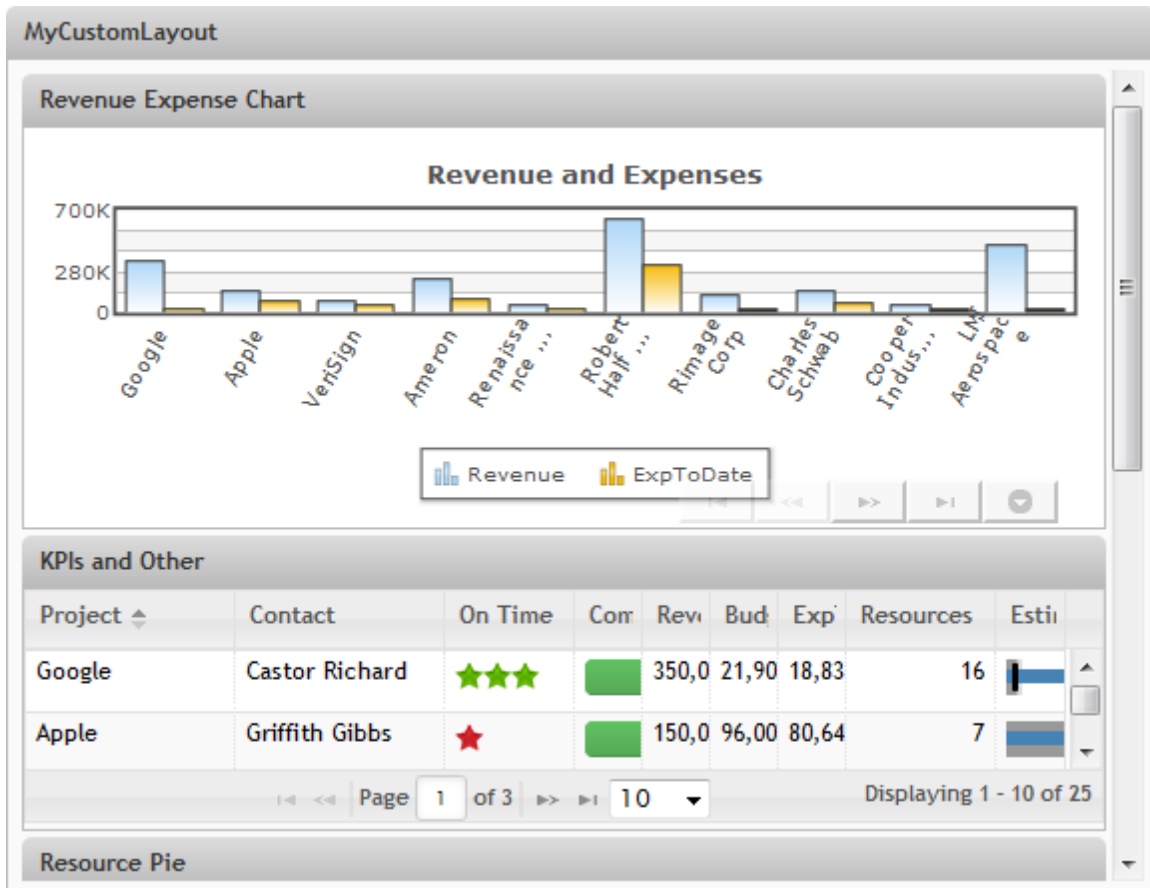 MyCustomLayout
Revenue Expense Chart
Revenue and Expenses
700K
280K
0
Google
Apple
VeriSign
Ameron
Renaissa
nce ...
Robert
Half ...
Rimage
Corp
Charles
Schwab
Cooper
Indus...
LMI
Aerospac
e
Revenue ExpToDate
KPIs and Other
Project Contact On Time Com Reve Bud Exp Resources Estin
Google Castor Richard 350,0 21,90 18,83 16
Apple Griffith Gibbs 150,0 96,00 80,64 7
Page 1 of 3 10 Displaying 1 - 10 of 25
Resource Pie